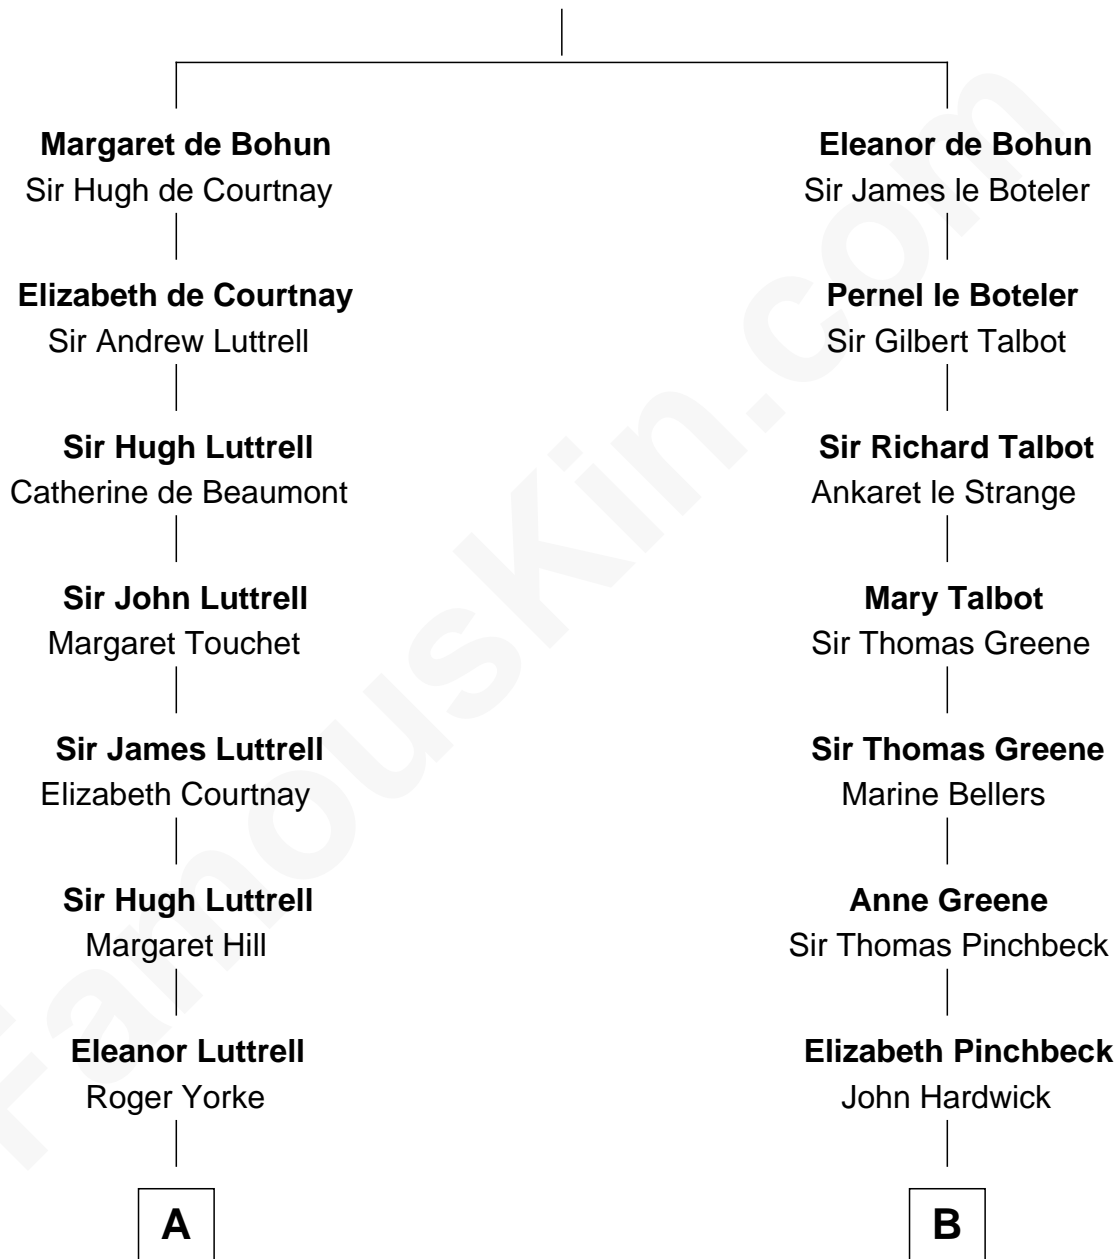 Margaret de Bohun
Sir Hugh de Courtnay
Elizabeth de Courtnay
Sir Andrew Luttrell
Sir Hugh Luttrell
Catherine de Beaumont
Sir John Luttrell
Margaret Touchet
Sir James Luttrell
Elizabeth Courtnay
Sir Hugh Luttrell
Margaret Hill
Eleanor Luttrell
Roger Yorke
A
Eleanor de Bohun
Sir James le Boteler
Pernel le Boteler
Sir Gilbert Talbot
Sir Richard Talbot
Ankaret le Strange
Mary Talbot
Sir Thomas Greene
Sir Thomas Greene
Marine Bellers
Anne Greene
Sir Thomas Pinchbeck
Elizabeth Pinchbeck
John Hardwick
B
FamousKin.com